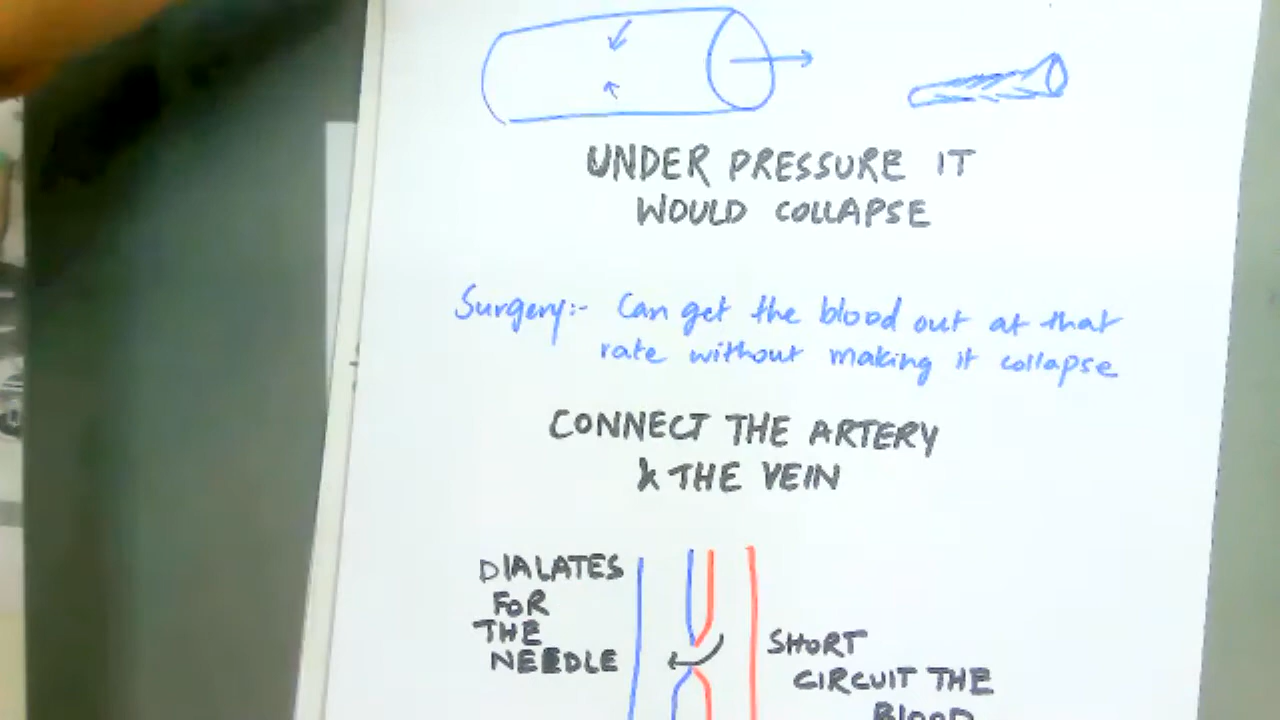 UNDER PRESSURE IT
WOULD COLLAPSE
Surgery:- Can get the blood out at that
rate without making it collapse
CONNECT THE ARTERY
& THE VEIN
DIALATES
FOR
THE
NEEDLE
SHORT
CIRCUIT THE
BLOOD